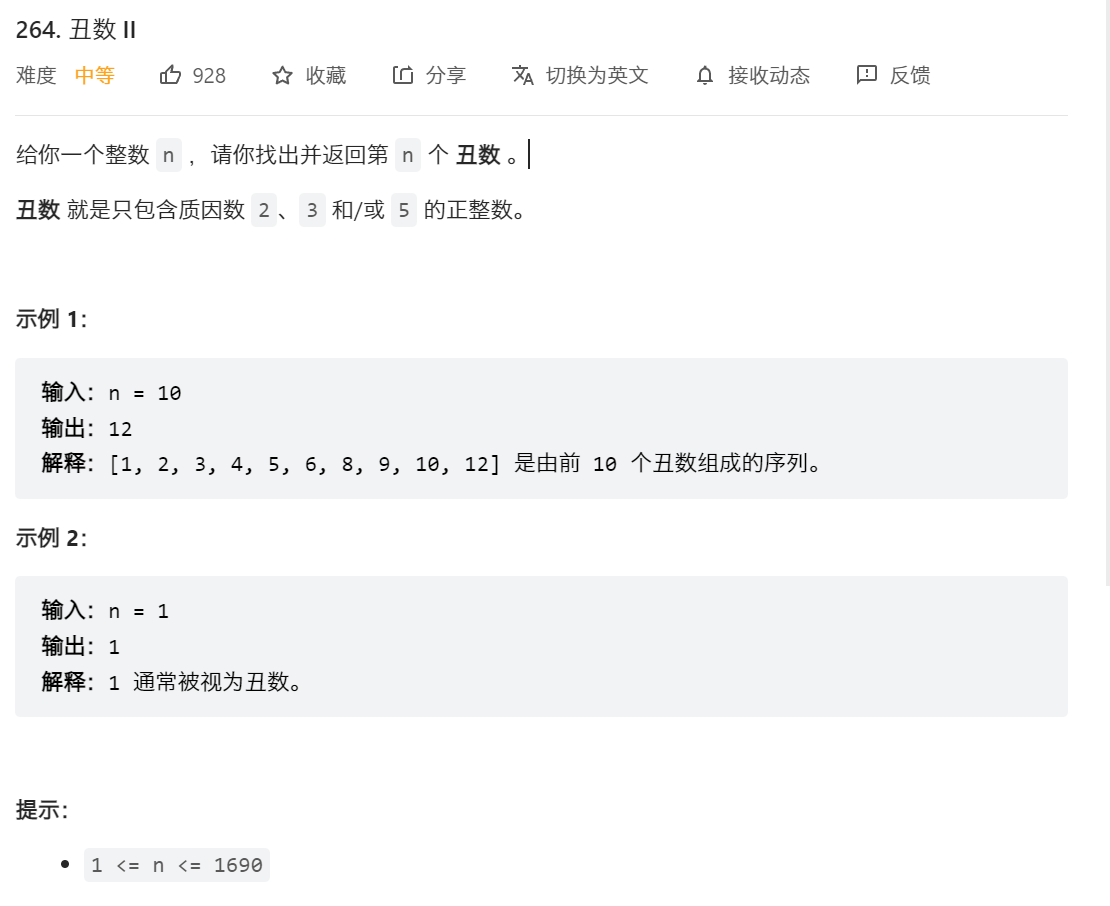 264. 丑数 II
难度 中等 928 收藏 分享 切换为英文 接收动态 反馈
给你一个整数 n ，请你找出并返回第 n 个 丑数 。
丑数 就是只包含质因数 2、3 和/或 5 的正整数。
示例 1：
输入：n = 10
输出：12
解释：[1, 2, 3, 4, 5, 6, 8, 9, 10, 12] 是由前 10 个丑数组成的序列。
示例 2：
输入：n = 1
输出：1
解释：1 通常被视为丑数。
提示：
• 1 <= n <= 1690